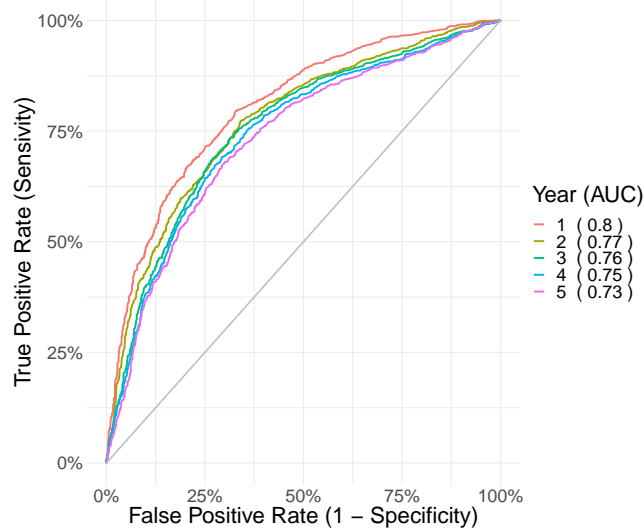 100%
75%
50%
25%
0%
True Positive Rate (Sensivity)
0% 25% 50% 75% 100%
False Positive Rate (1 − Specificity)
Year (AUC)
1 ( 0.8 )
2 ( 0.77 )
3 ( 0.76 )
4 ( 0.75 )
5 ( 0.73 )